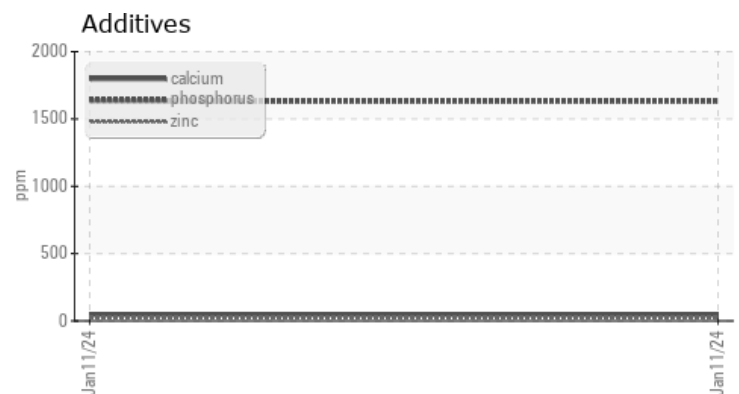 Additives
2000
calcium
phosphorus
1500
zinc
ppm
1000
500
0
Jan11/24
Jan11/24